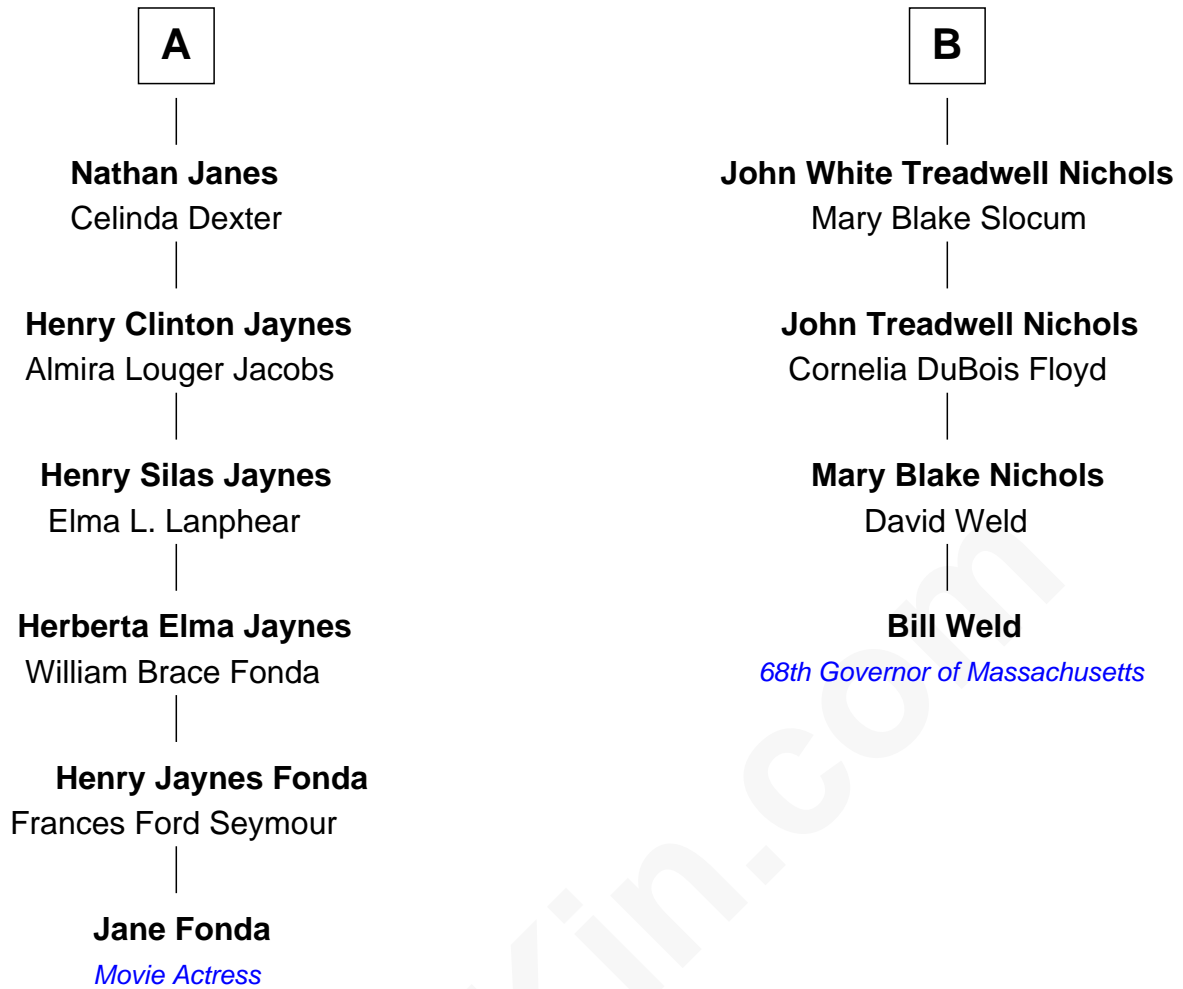 A
Nathan Janes
Celinda Dexter
Henry Clinton Jaynes
Almira Louger Jacobs
Henry Silas Jaynes
Elma L. Lanphear
Herberta Elma Jaynes
William Brace Fonda
Henry Jaynes Fonda
Frances Ford Seymour
Jane Fonda
Movie Actress
B
John White Treadwell Nichols
Mary Blake Slocum
John Treadwell Nichols
Cornelia DuBois Floyd
Mary Blake Nichols
David Weld
Bill Weld
68th Governor of Massachusetts
Kin.com